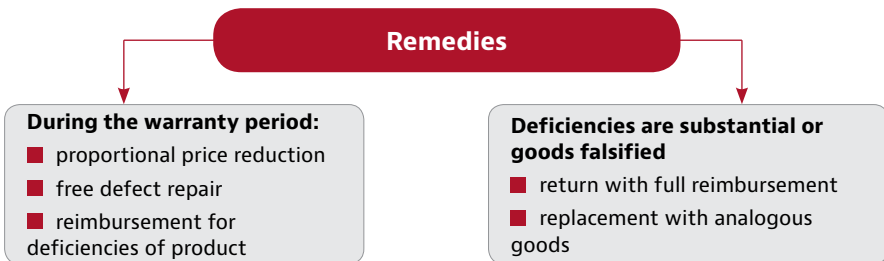 Remedies
During the warranty period:
proportional price reduction
free defect repair
reimbursement for
deficiencies of product
Deficiencies are substantial or
goods falsified
return with full reimbursement
replacement with analogous
goods